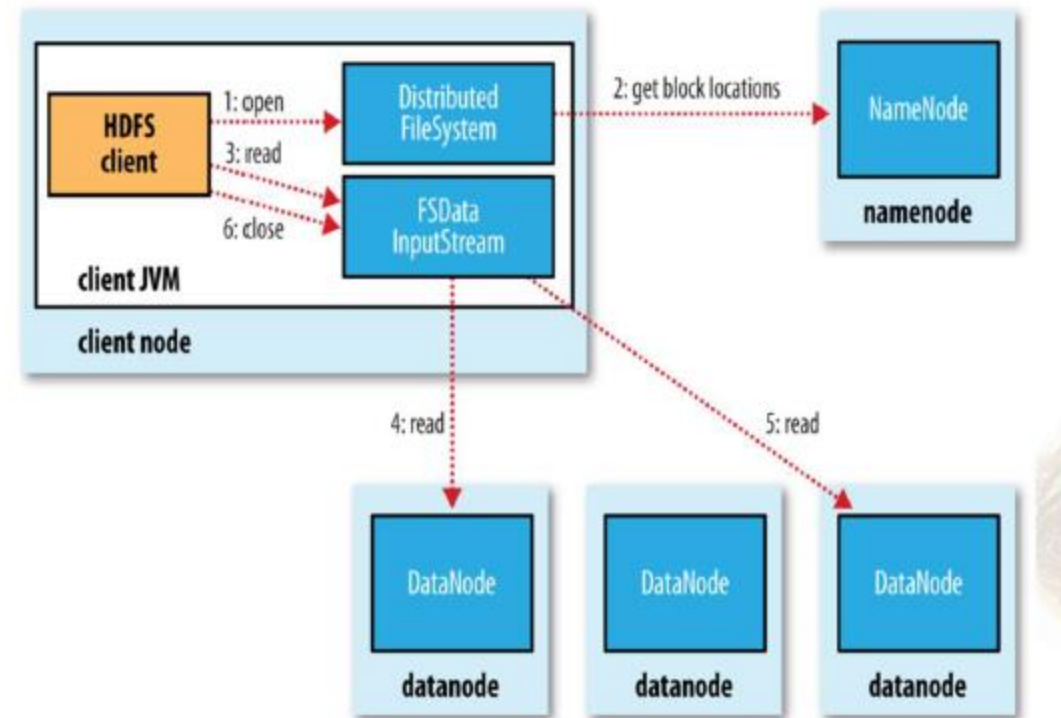 HDFS
client
1: open
3: read
6: close
Distributed
FileSystem
FSData
InputStream
client JVM
client node
2: get block locations
NameNode
namenode
4: read
5: read
DataNode
datanode
DataNode
datanode
DataNode
datanode